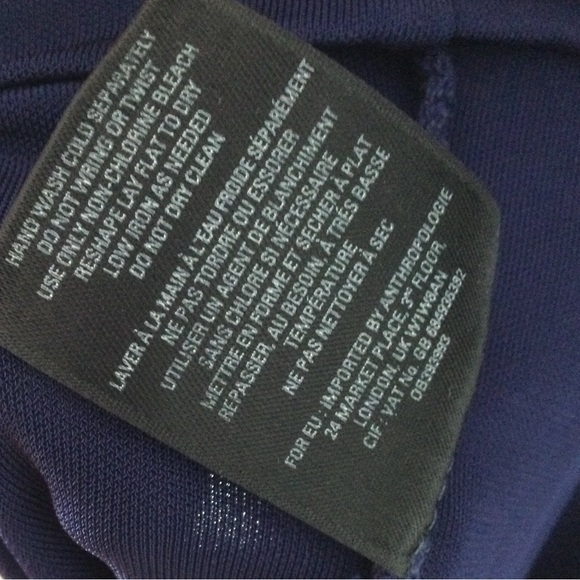 HAND WASH COLD SEPARATELY
DO NOT WRING OR TWIST
USE ONLY NON-CHLORINE BLEACH
RESHAPE LAY FLAT TO DRY
LOW IRON AS NEEDED
DO NOT DRY CLEAN
LAVER À LA MAIN À L'EAU FROIDE SÉPARÉMENT
NE PAS TORDRE OU ESSORER
UTILISER UN AGENT DE BLANCHIMENT
SANS CHLORE SI NÉCESSAIRE
METTRE EN FORME ET SÉCHER À PLAT
REPASSER AU BESOIN À TRÈS BASSE
TEMPÉRATURE
NE PAS NETTOYER À SEC
FOR EU: IMPORTED BY ANTHROPOLOGIE
24 MARKET PLACE, 3RD FLOOR,
LONDON, UK W1W8AN
CIF: VAT No. GB